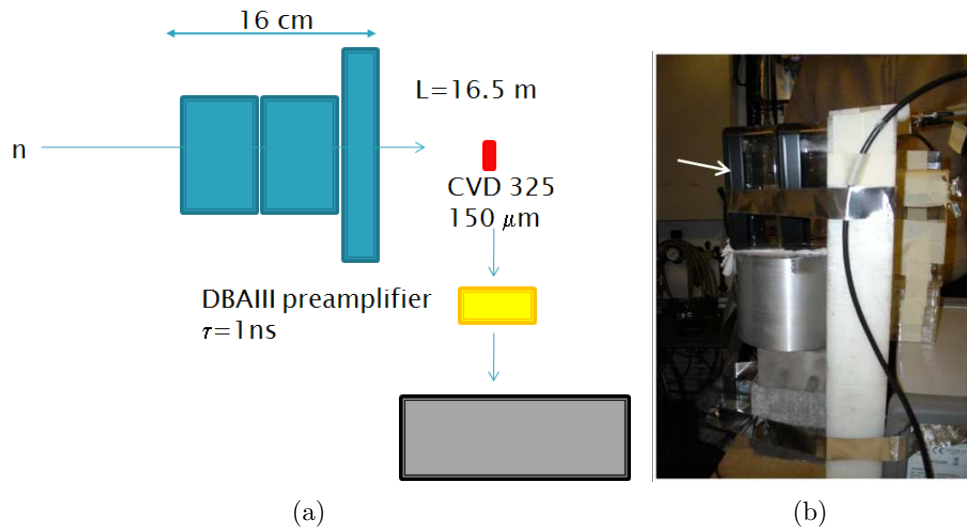 16 cm
L=16.5 m
n
CVD 325
150 μm
DBAIII preamplifier
τ=1ns
(a)
(b)